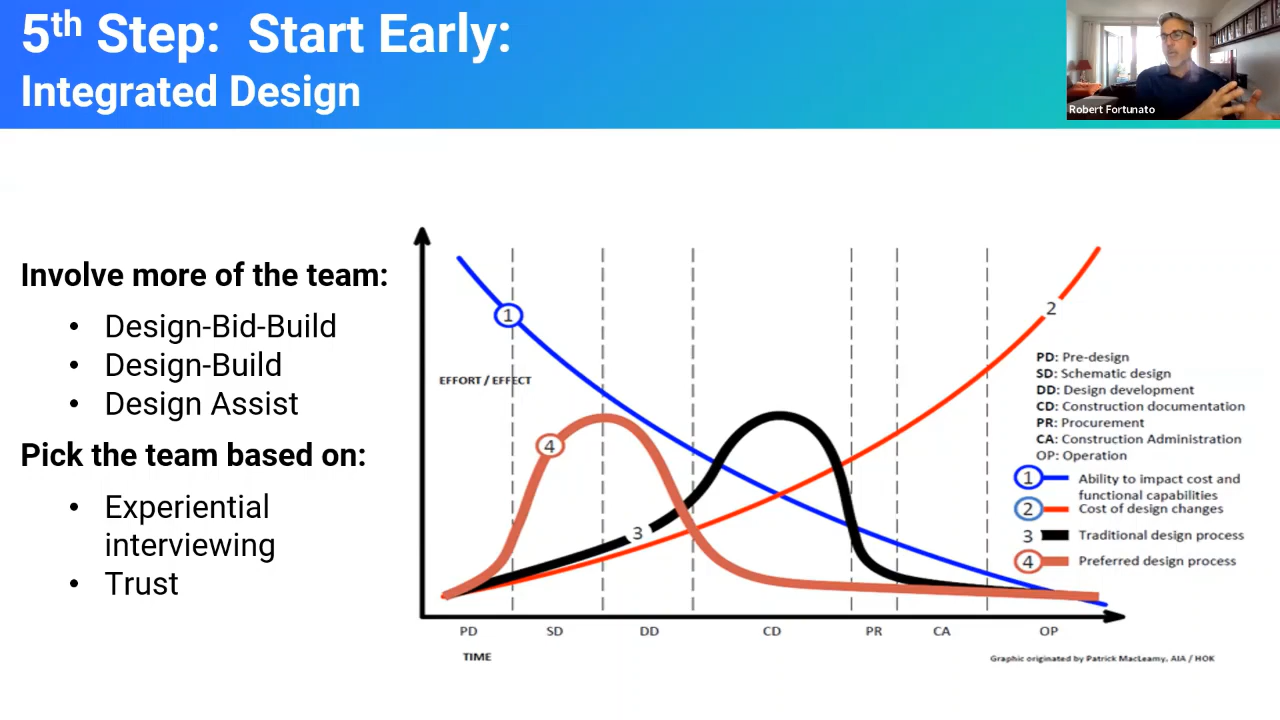 5th Step: Start Early:
Integrated Design
Robert Fortunato
Involve more of the team:
• Design-Bid-Build
• Design-Build
• Design Assist
Pick the team based on:
• Experiential
interviewing
• Trust
EFFORT / EFFECT
1
2
3
4
PD: Pre-design
SD: Schematic design
DD: Design development
CD: Construction documentation
PR: Procurement
CA: Construction Administration
OP: Operation
1 Ability to impact cost and
functional capabilities
2 Cost of design changes
3 Traditional design process
4 Preferred design process
PD SD DD CD PR CA OP
TIME
Graphic originated by Patrick MacLeamy, AIA / HOK